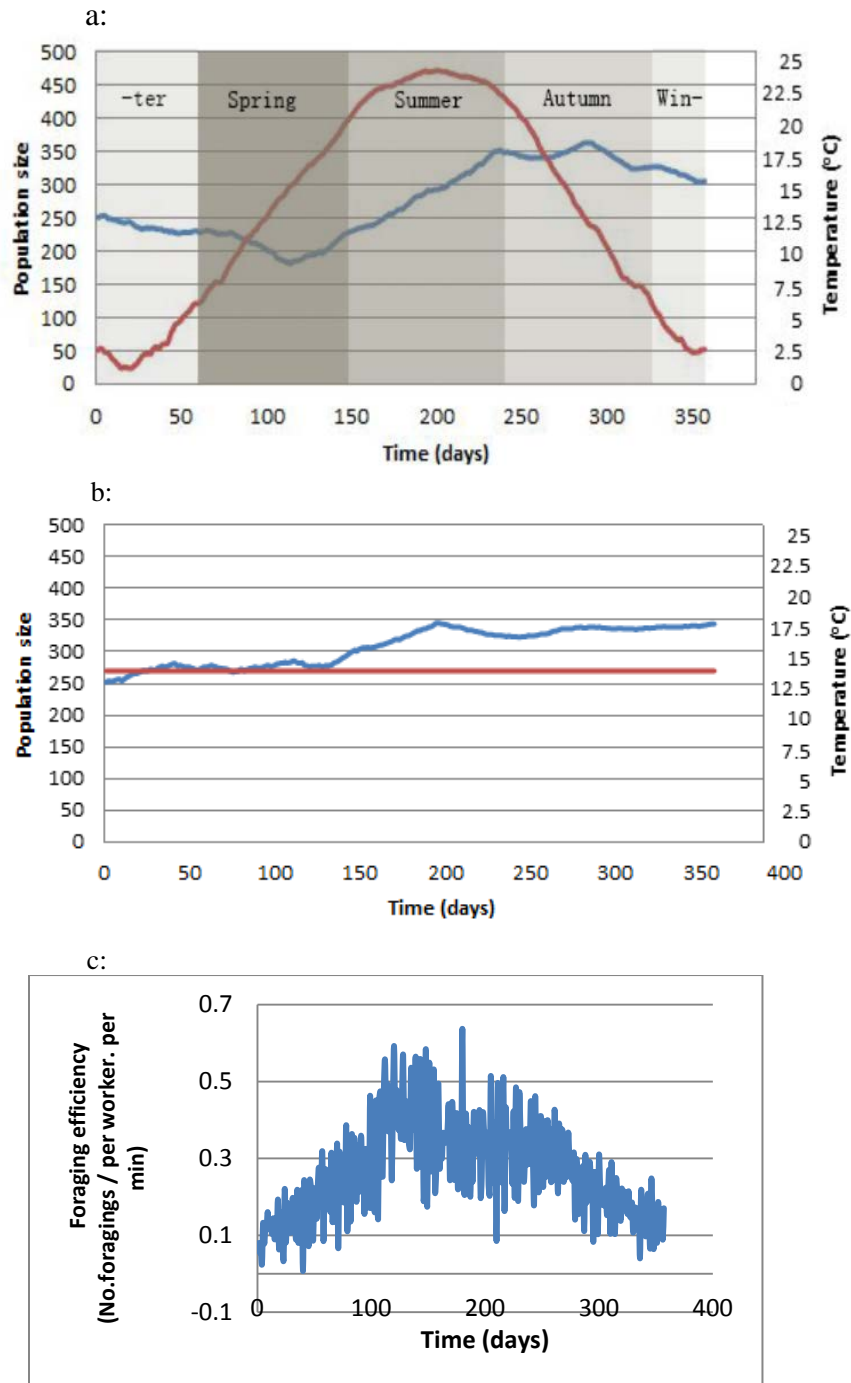 a:
500
450
400
350
300
250
200
150
100
50
0
Population size
-ter
Spring
Summer
Autumn
Win-
25
22.5
20
17.5
15
12.5
10
7.5
5
2.5
0
Temperature (°C)
0 50 100 150 200 250 290 350
Time (days)
b:
500
450
400
350
300
250
200
150
100
50
0
Population size
25
22.5
20
17.5
15
12.5
10
7.5
5
2.5
0
Temperature (°C)
0 50 100 150 200 250 300 350 400
Time (days)
c:
Foraging efficiency
(No.foragings / per worker. per
min)
0.7
0.5
0.3
0.1
-0.1
0 100 200 300 400
Time (days)